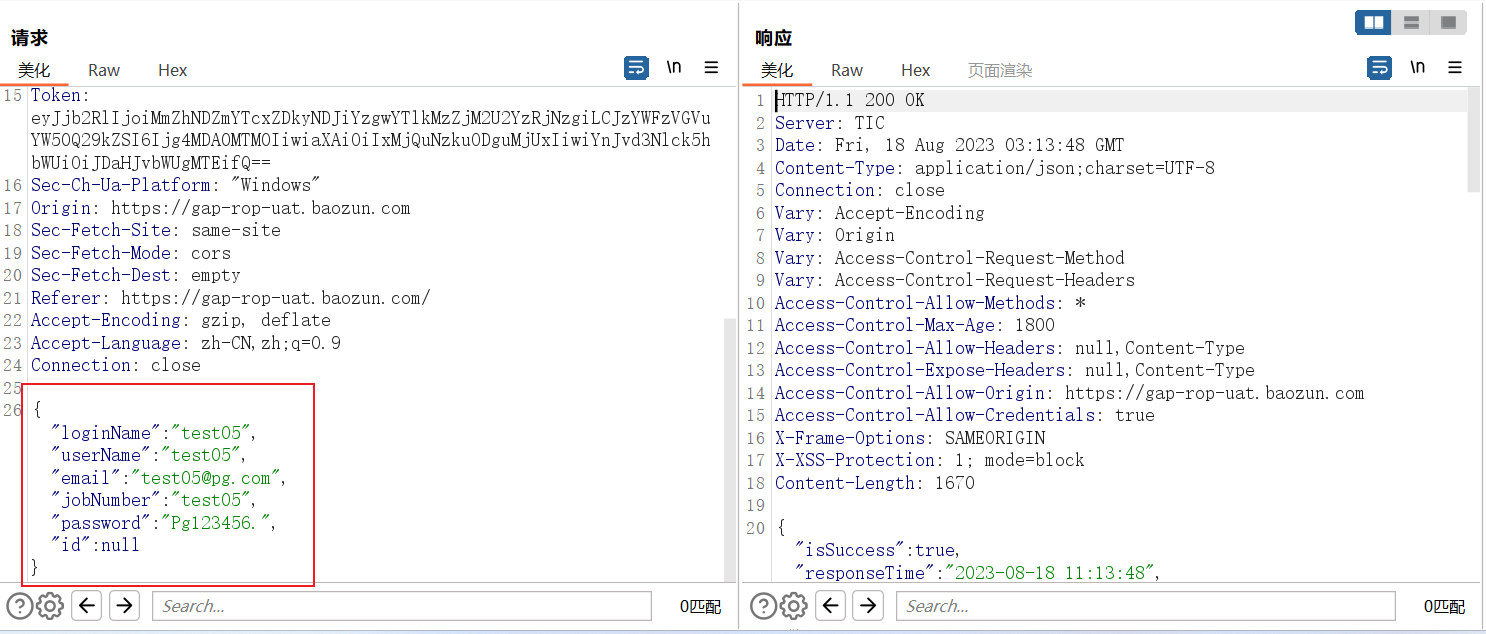 请求
美化 Raw Hex
\n
15 Token:
eyJjb2RlIjoiMmZhNDZmYTcxZDkyNDJiYzgwYTlkMzZjM2U2YzRjNzgiLCJzYWFzVGVu
YW50Q29kZSI6Ijg4MDA0MTM0IiwiaXAiOiIxMjQuNzkuODguMjUxIiwiYnJvd3Nlck5h
bWUiOiJDaHJvbWUgMTEifQ==
16 Sec-Ch-Ua-Platform: "Windows"
17 Origin: https://gap-rop-uat.baozun.com
18 Sec-Fetch-Site: same-site
19 Sec-Fetch-Mode: cors
20 Sec-Fetch-Dest: empty
21 Referer: https://gap-rop-uat.baozun.com/
22 Accept-Encoding: gzip, deflate
23 Accept-Language: zh-CN,zh;q=0.9
24 Connection: close
25
26 {
"loginName":"test05",
"userName":"test05",
"email":"test05@pg.com",
"jobNumber":"test05",
"password":"Pg123456.",
"id":null
}
Search...
0匹配
响应
美化 Raw Hex 页面渲染
\n
1 HTTP/1.1 200 OK
2 Server: TIC
3 Date: Fri, 18 Aug 2023 03:13:48 GMT
4 Content-Type: application/json;charset=UTF-8
5 Connection: close
6 Vary: Accept-Encoding
7 Vary: Origin
8 Vary: Access-Control-Request-Method
9 Vary: Access-Control-Request-Headers
10 Access-Control-Allow-Methods: *
11 Access-Control-Max-Age: 1800
12 Access-Control-Allow-Headers: null,Content-Type
13 Access-Control-Expose-Headers: null,Content-Type
14 Access-Control-Allow-Origin: https://gap-rop-uat.baozun.com
15 Access-Control-Allow-Credentials: true
16 X-Frame-Options: SAMEORIGIN
17 X-XSS-Protection: 1; mode=block
18 Content-Length: 1670
19
20 {
"isSuccess":true,
"responseTime":"2023-08-18 11:13:48",
Search...
0匹配